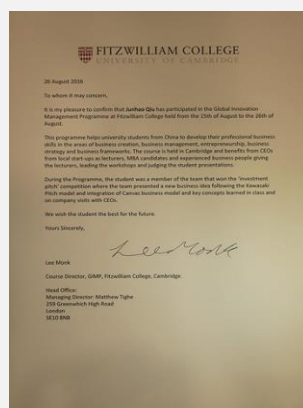 FITZWILLIAM COLLEGE
UNIVERSITY OF CAMBRIDGE
26 August 2016
To whom it may concern,
It is my pleasure to confirm that Junhao Qiu has participated in the Global Innovation
Management Programme at Fitzwilliam College held from the 15th of August to the 26th of
August.
This programme helps university students from China to develop their professional business
skills in the areas of business creation, business management, entrepreneurship, business
strategy and business frameworks. The course is held in Cambridge and benefits from CEOs
from local start-ups as lecturers, MBA candidates and experienced business people giving
the lecturers, leading the workshops and judging the student presentations.
During the Programme, the student was a member of the team that won the 'investment
pitch' competition where the team presented a new business idea following the Kawazaki
Pitch model and integration of Canvas business model and key concepts learned in class and
on company visits with CEOs.
We wish the student the best for the future.
Yours Sincerely,
Lee Monk
Lee Monk
Course Director, GIMP, Fitzwilliam College, Cambridge.
Head Office:
Managing Director: Matthew Tighe
259 Greenwhich High Road
London
SE10 8NB